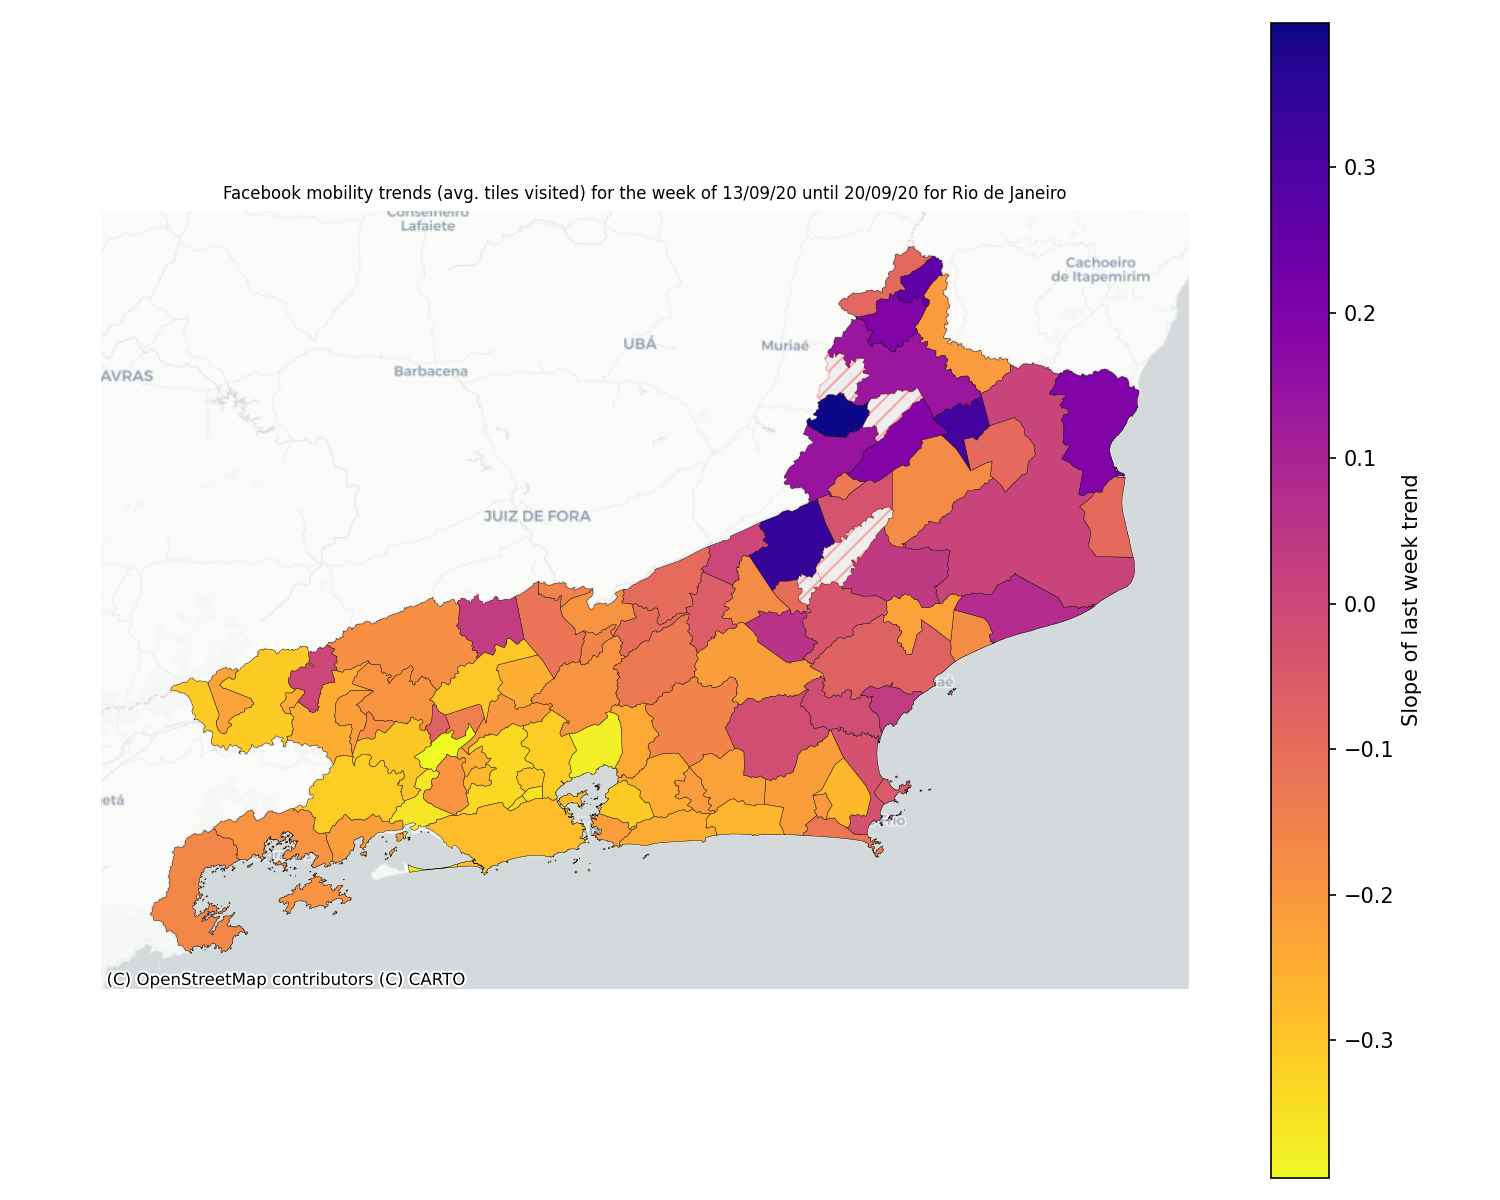 Facebook mobility trends (avg. tiles visited) for the week of 13/09/20 until 20/09/20 for Rio de Janeiro
Conselheiro
Lafaiete
Cachoeiro
de Itapemirim
UBÁ
Muriaé
AVRAS
Barbacena
JUIZ DE FORA
aé
etá
(C) OpenStreetMap contributors (C) CARTO
0.3
0.2
0.1
0.0
−0.1
−0.2
−0.3
Slope of last week trend